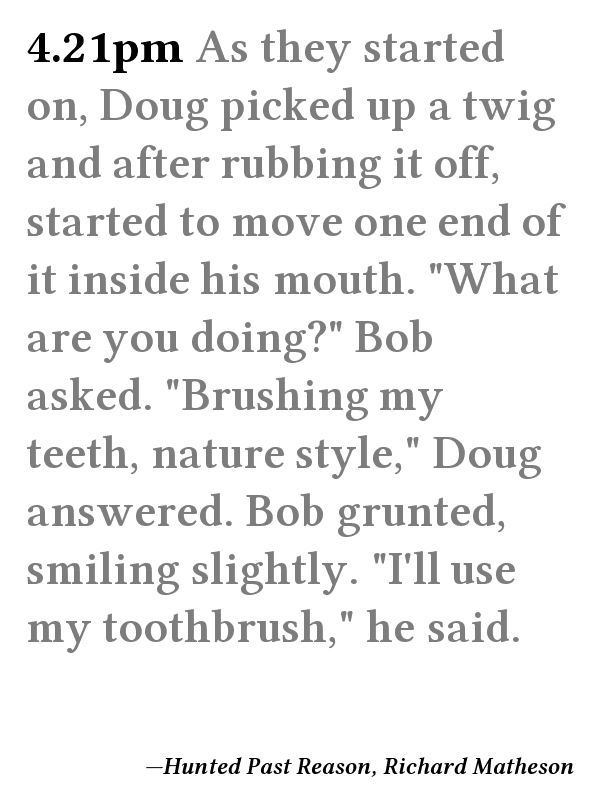 4.21pm As they started
on, Doug picked up a twig
and after rubbing it off,
started to move one end of
it inside his mouth. "What
are you doing?" Bob
asked. "Brushing my
teeth, nature style," Doug
answered. Bob grunted,
smiling slightly. "I'll use
my toothbrush," he said.
—Hunted Past Reason, Richard Matheson